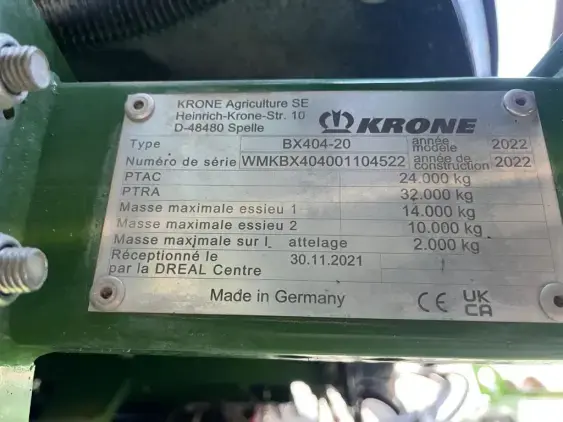 KRONE Agriculture SE
Heinrich-Krone-Str. 10
D-48480 Spelle
KRONE
Type BX404-20 année modèle 2022
Numéro de série WMKBX404001104522 année de construction 2022
PTAC 24.000 kg
PTRA 32.000 kg
Masse maximale essieu 1 14.000 kg
Masse maximale essieu 2 10.000 kg
Masse maxjmale sur l. attelage 2.000 kg
Réceptionné le 30.11.2021
par la DREAL Centre
Made in Germany CE UK
CA